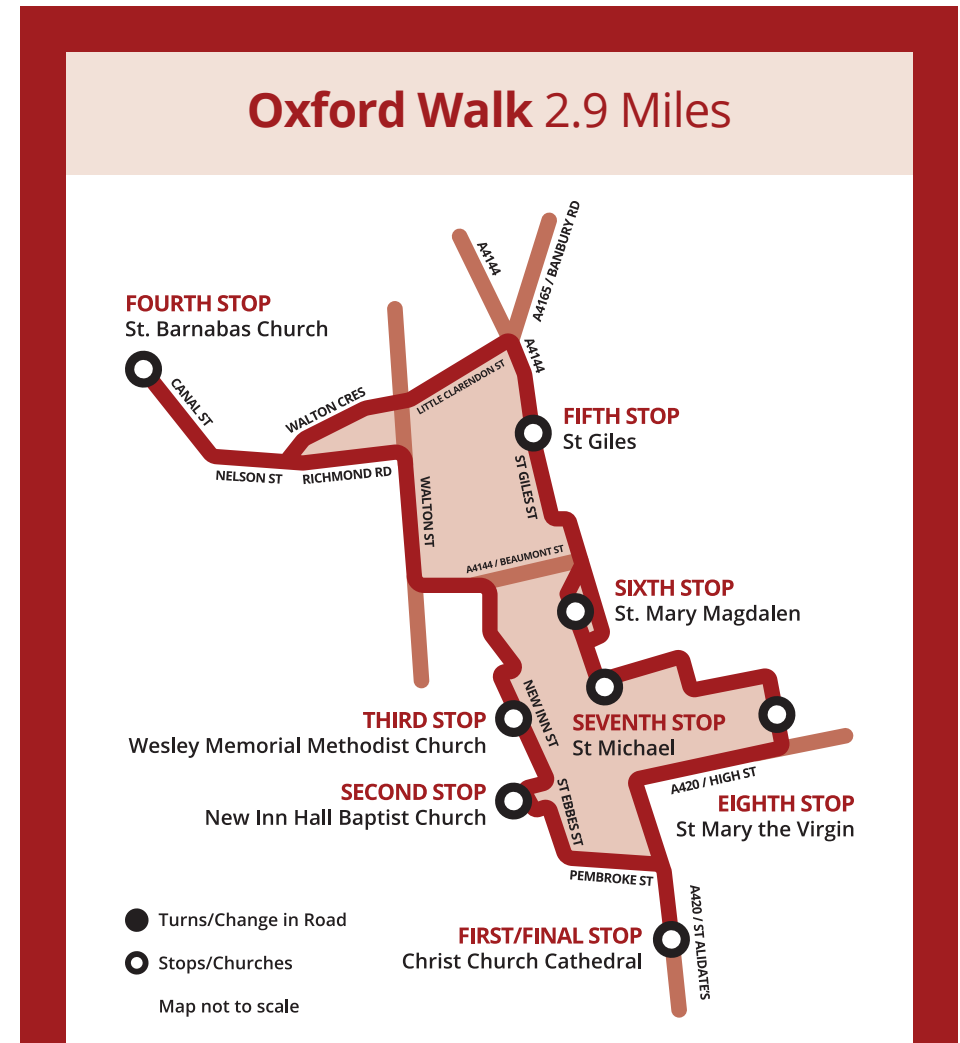 Oxford Walk 2.9 Miles
A4144
A4165 / BANBURY RD
FOURTH STOP
St. Barnabas Church
CANAL ST
WALTON CRES
LITTLE CLARENDON ST
A4144
FIFTH STOP
St Giles
NELSON ST
RICHMOND RD
WALTON ST
ST GILES ST
A4144 / BEAUMONT ST
SIXTH STOP
St. Mary Magdalen
NEW INN ST
THIRD STOP
Wesley Memorial Methodist Church
SEVENTH STOP
St Michael
SECOND STOP
New Inn Hall Baptist Church
ST EBBES ST
A420 / HIGH ST
EIGHTH STOP
St Mary the Virgin
PEMBROKE ST
A420 / ST ALIDATE'S
FIRST/FINAL STOP
Christ Church Cathedral
Turns/Change in Road
Stops/Churches
Map not to scale